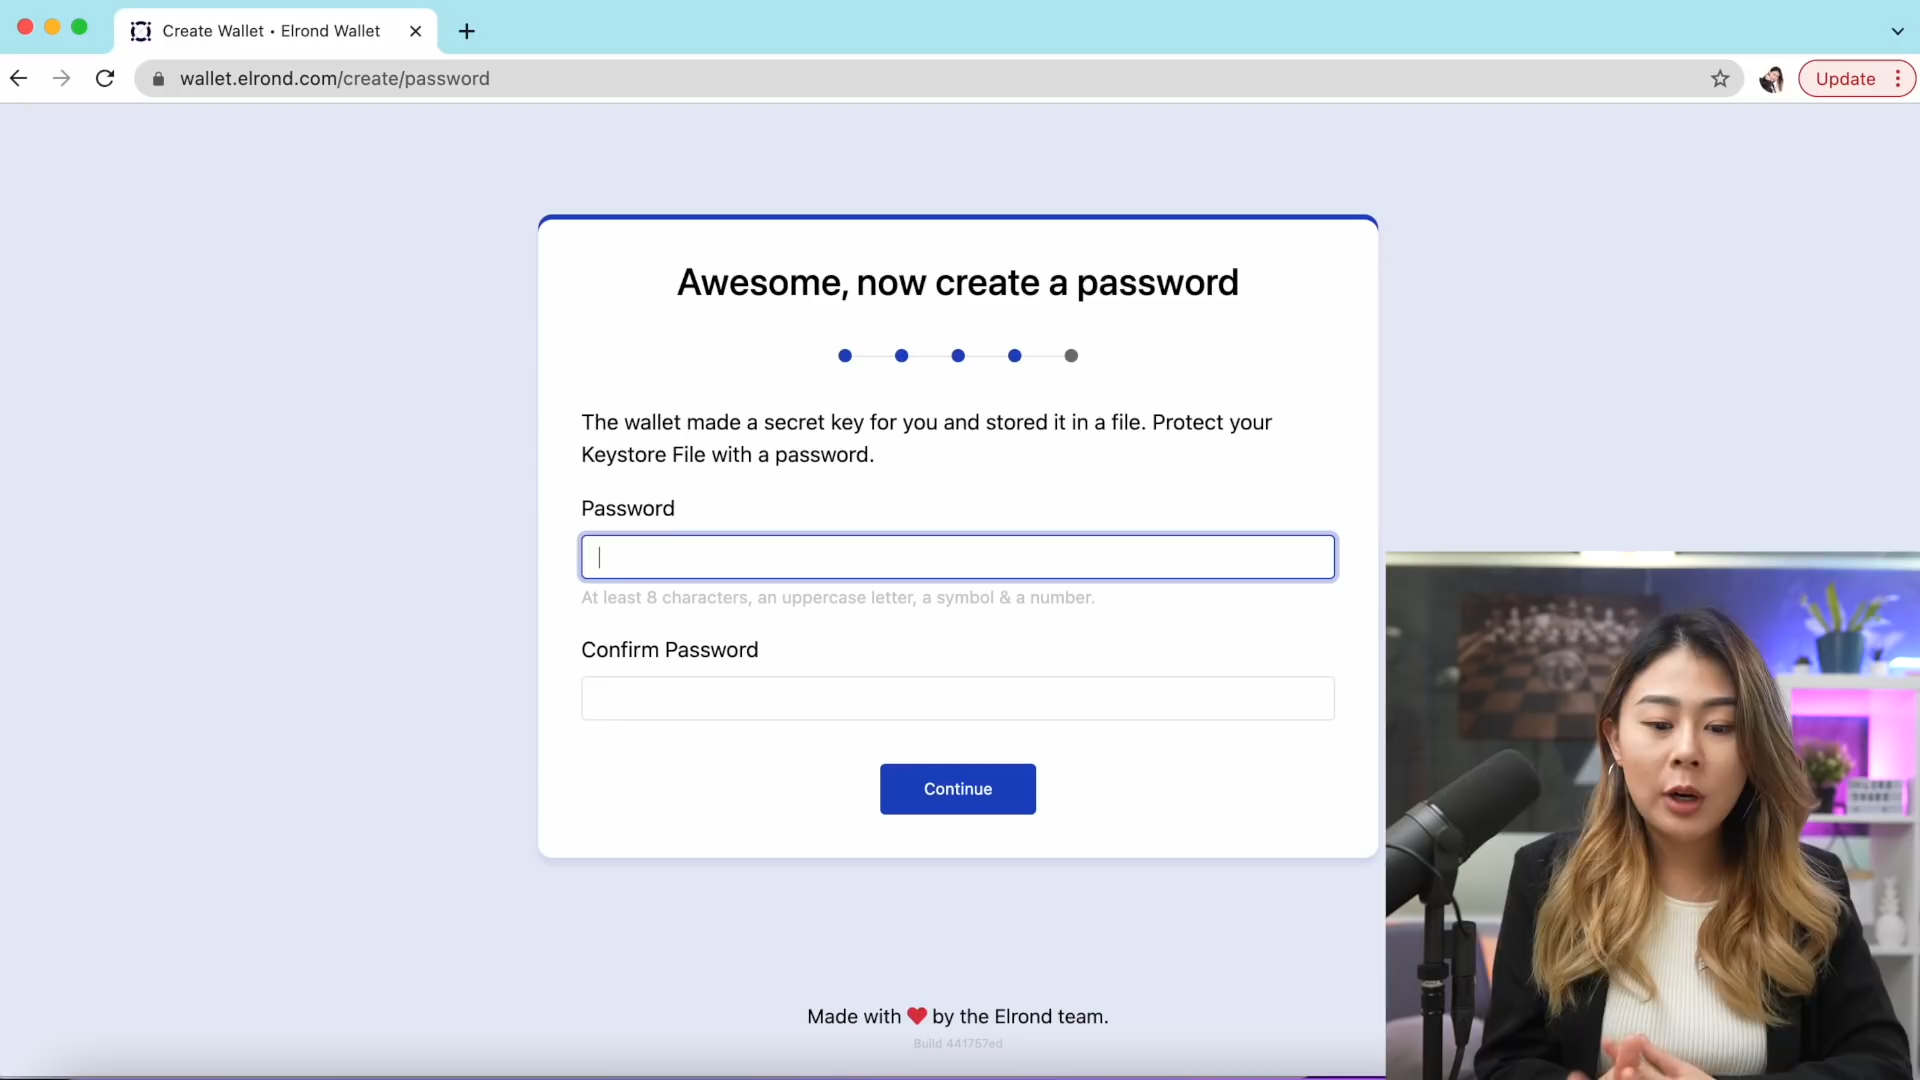 Create Wallet • Elrond Wallet
wallet.elrond.com/create/password
Update
Awesome, now create a password
The wallet made a secret key for you and stored it in a file. Protect your
Keystore File with a password.
Password
At least 8 characters, an uppercase letter, a symbol & a number.
Confirm Password
Continue
Made with ❤ by the Elrond team.
Build 441757ed